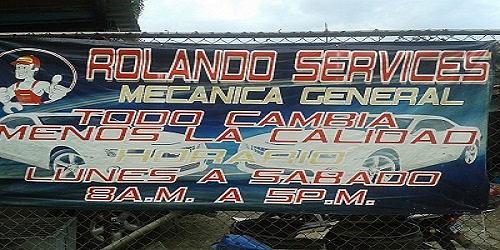 ROLANDO SERVICES
MECANICA GENERAL
TODO CAMBIA
MENOS LA CALIDAD
HORARIO
LUNES A SABADO
8A.M. A 5P.M.